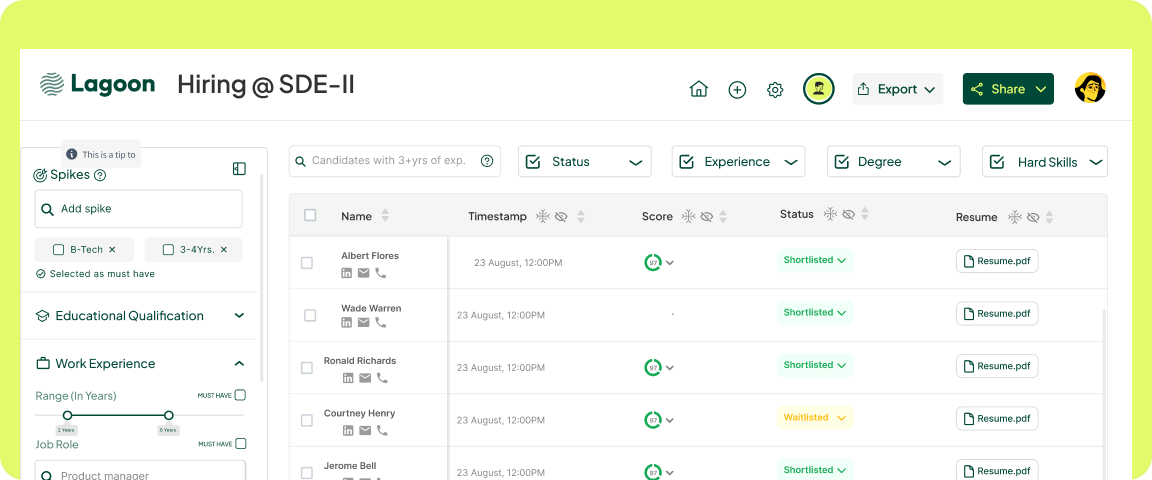 Lagoon
Hiring @ SDE-II
Export
Share
This is a tip to
Spikes
Add spike
B-Tech × 3-4Yrs. ×
Selected as must have
Educational Qualification
Work Experience
Range (In Years) MUST HAVE
2 Years
Job Role MUST HAVE
Product manager
Candidates with 3+yrs of exp. Status Experience Degree Hard Skills
Name Timestamp Score Status Resume
Albert Flores
23 August, 12:00PM 97 Shortlisted Resume.pdf
Wade Warren
23 August, 12:00PM - Shortlisted Resume.pdf
Ronald Richards
23 August, 12:00PM 97 Shortlisted Resume.pdf
Courtney Henry
23 August, 12:00PM 97 Waitlisted Resume.pdf
Jerome Bell
23 August, 12:00PM 97 Shortlisted Resume.pdf